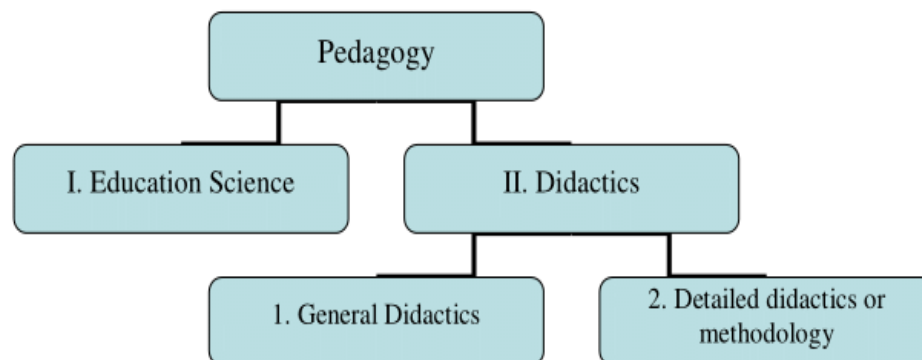 Pedagogy
I. Education Science
II. Didactics
1. General Didactics
2. Detailed didactics or
methodology